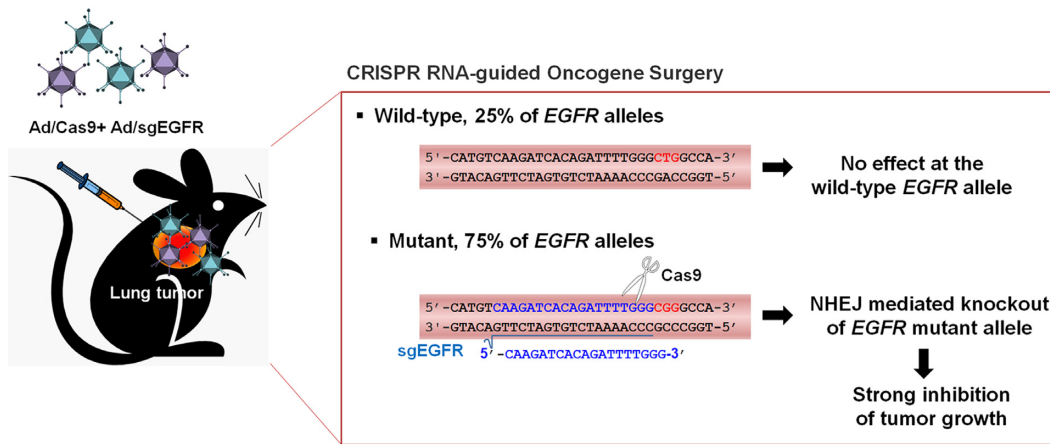 Ad/Cas9+ Ad/sgEGFR
Lung tumor
CRISPR RNA-guided Oncogene Surgery
▪ Wild-type, 25% of EGFR alleles
5'-CATGTCAAGATCACAGATTTTGGGCTGGCCA-3'
3'-GTACAGTTCTAGTGTCTAAAACCCGACCGGT-5'
No effect at the
wild-type EGFR allele
▪ Mutant, 75% of EGFR alleles
Cas9
5'-CATGTCAAGATCACAGATTTTGGGCGGGCCA-3'
3'-GTACAGTTCTAGTGTCTAAAACCCGCCCGGT-5'
sgEGFR 5'-CAAGATCACAGATTTTGGG-3'
NHEJ mediated knockout
of EGFR mutant allele
Strong inhibition
of tumor growth